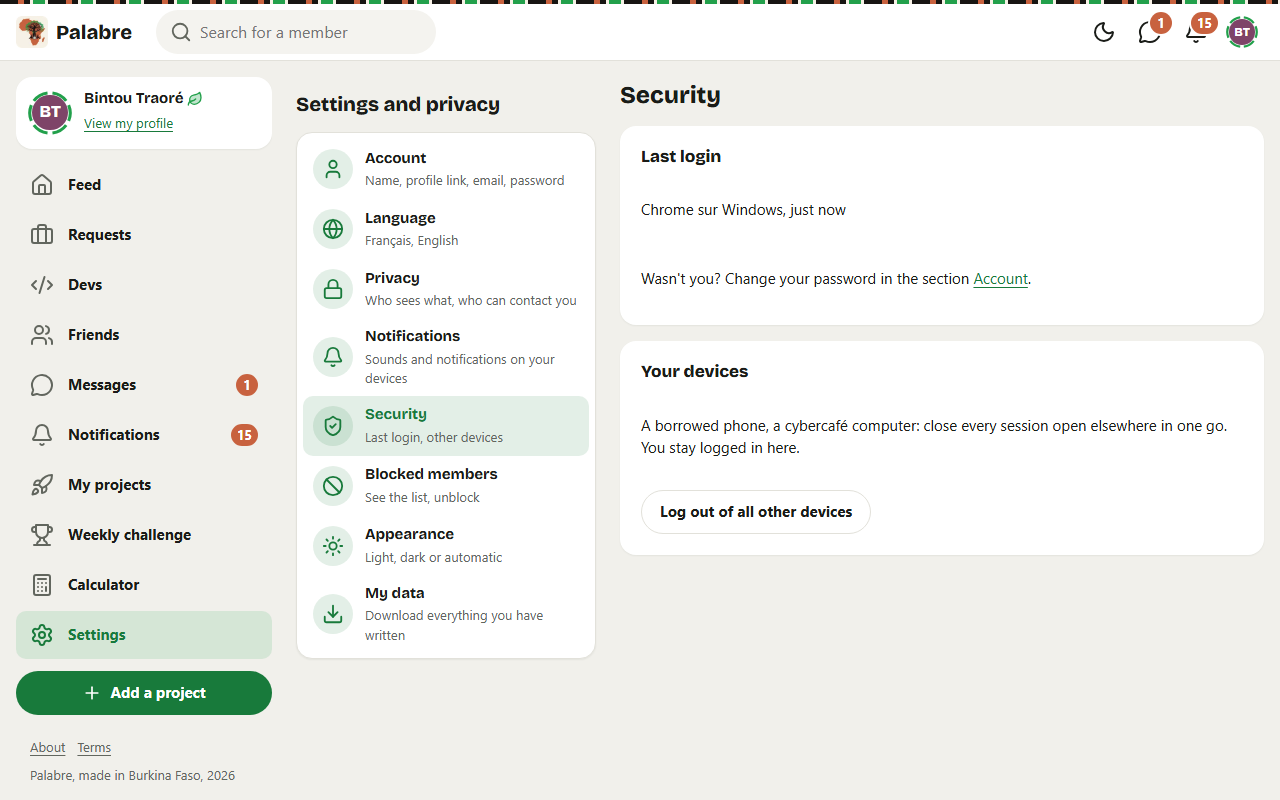 Palabre
Search for a member
1
15
BT
BT
Bintou Traoré
View my profile
Feed
Requests
Devs
Friends
Messages
1
Notifications
15
My projects
Weekly challenge
Calculator
Settings
Add a project
About Terms
Palabre, made in Burkina Faso, 2026
Settings and privacy
Account
Name, profile link, email, password
Language
Français, English
Privacy
Who sees what, who can contact you
Notifications
Sounds and notifications on your
devices
Security
Last login, other devices
Blocked members
See the list, unblock
Appearance
Light, dark or automatic
My data
Download everything you have
written
Security
Last login
Chrome sur Windows, just now
Wasn't you? Change your password in the section Account.
Your devices
A borrowed phone, a cybercafé computer: close every session open elsewhere in one go.
You stay logged in here.
Log out of all other devices